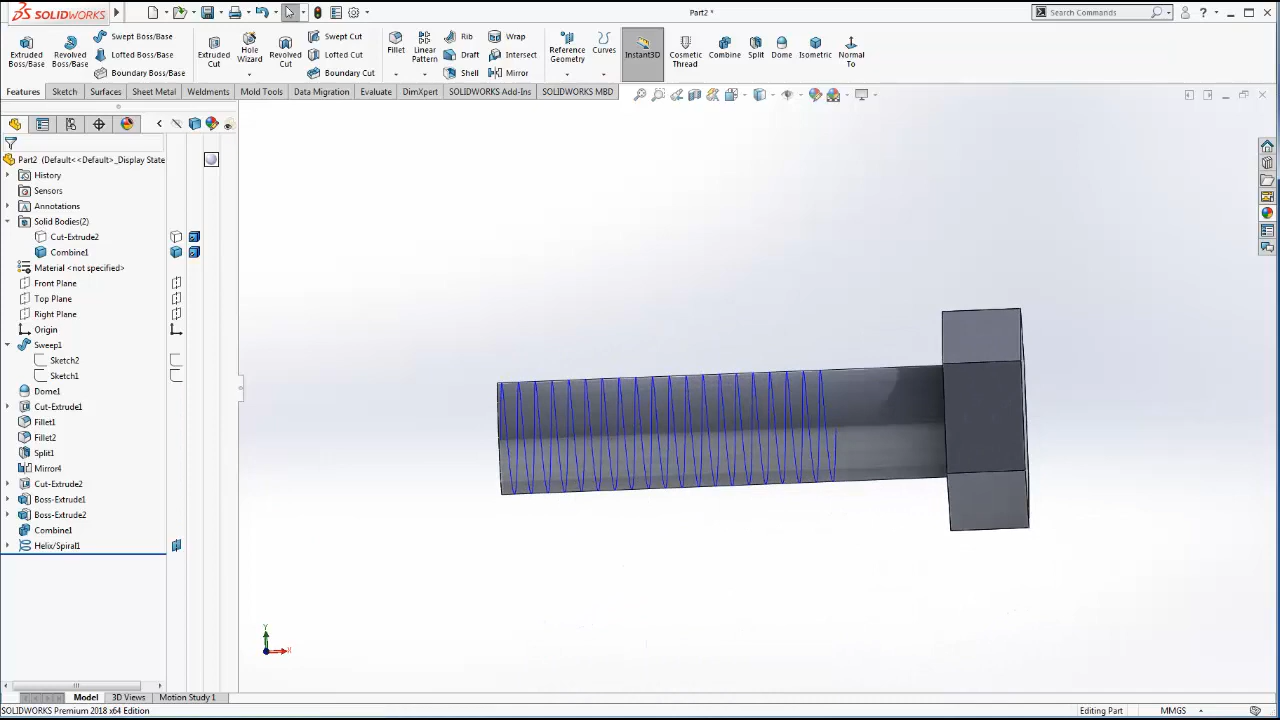 SOLIDWORKS
Part2 *
Search Commands
Extruded Boss/Base
Revolved Boss/Base
Swept Boss/Base
Lofted Boss/Base
Boundary Boss/Base
Extruded Cut
Hole Wizard
Revolved Cut
Swept Cut
Lofted Cut
Boundary Cut
Fillet
Linear Pattern
Rib
Draft
Shell
Wrap
Intersect
Mirror
Reference Geometry
Curves
Instant3D
Cosmetic Thread
Combine
Split
Dome
Isometric
Normal To
Features
Sketch
Surfaces
Sheet Metal
Weldments
Mold Tools
Data Migration
Evaluate
DimXpert
SOLIDWORKS Add-Ins
SOLIDWORKS MBD
Part2 (Default<<Default>_Display State
History
Sensors
Annotations
Solid Bodies(2)
Cut-Extrude2
Combine1
Material <not specified>
Front Plane
Top Plane
Right Plane
Origin
Sweep1
Sketch2
Sketch1
Dome1
Cut-Extrude1
Fillet1
Fillet2
Split1
Mirror4
Cut-Extrude2
Boss-Extrude1
Boss-Extrude2
Combine1
Helix/Spiral1
Y
X
Model
3D Views
Motion Study 1
SOLIDWORKS Premium 2018 x64 Edition
Editing Part
MMGS